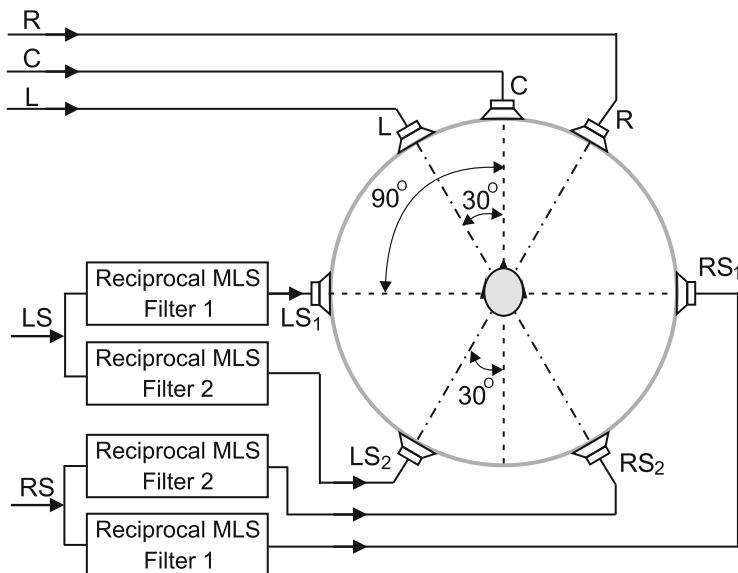 R
C
L
L
C
R
90°
30°
Reciprocal MLS
Filter 1
LS
LS₁
RS₁
Reciprocal MLS
Filter 2
30°
LS₂
RS₂
Reciprocal MLS
Filter 2
RS
Reciprocal MLS
Filter 1